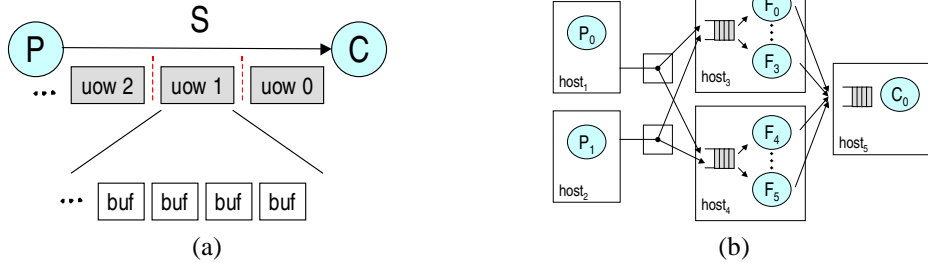 S
P
C
... uow 2 uow 1 uow 0
... buf buf buf buf
(a)
P0
host1
P1
host2
F0
F3
host3
F4
F5
host4
C0
host5
(b)